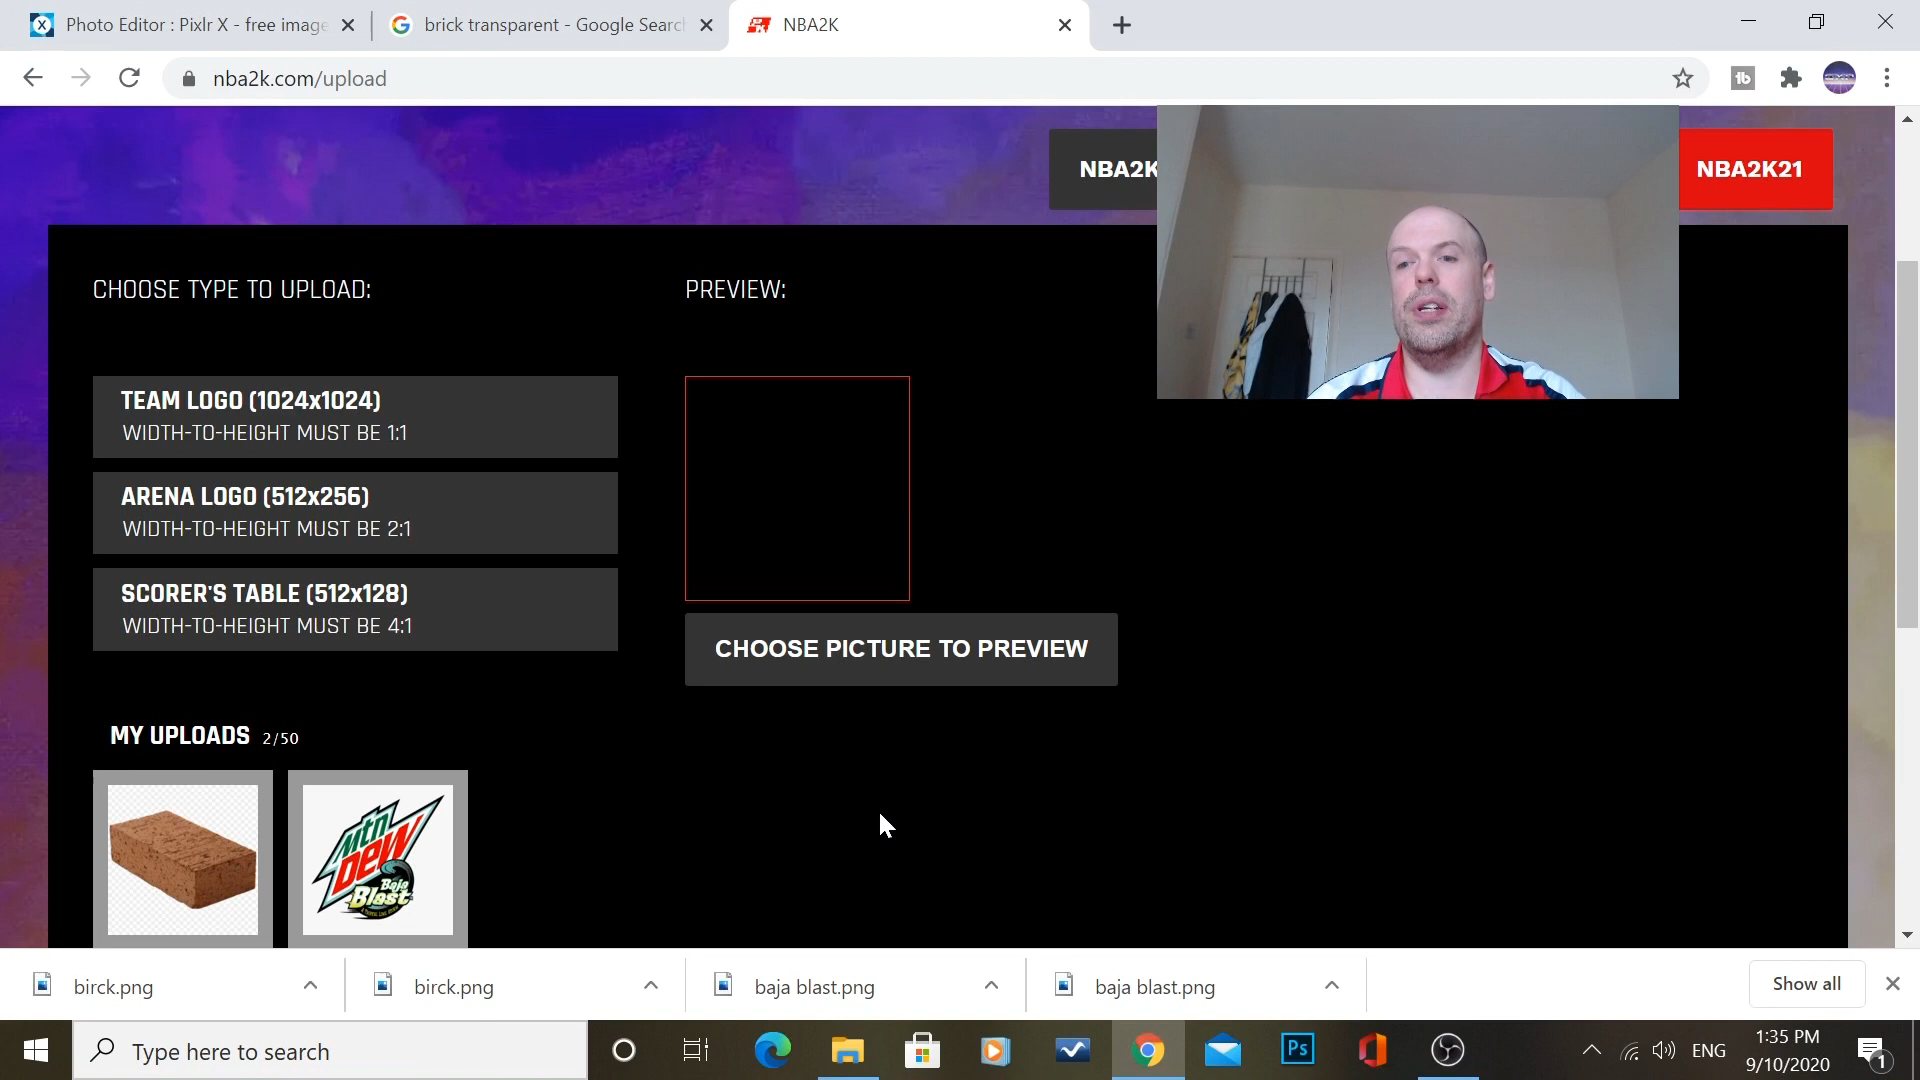 Photo Editor : Pixlr X - free image
brick transparent - Google Search
NBA2K
nba2k.com/upload
NBA2K
NBA2K21
CHOOSE TYPE TO UPLOAD:
PREVIEW:
TEAM LOGO (1024x1024)
WIDTH-TO-HEIGHT MUST BE 1:1
ARENA LOGO (512x256)
WIDTH-TO-HEIGHT MUST BE 2:1
SCORER'S TABLE (512x128)
WIDTH-TO-HEIGHT MUST BE 4:1
CHOOSE PICTURE TO PREVIEW
MY UPLOADS 2/50
Mtn
DEW
Baja
Blast
birck.png
birck.png
baja blast.png
baja blast.png
Show all
Type here to search
Ps
ENG
1:35 PM
9/10/2020
1